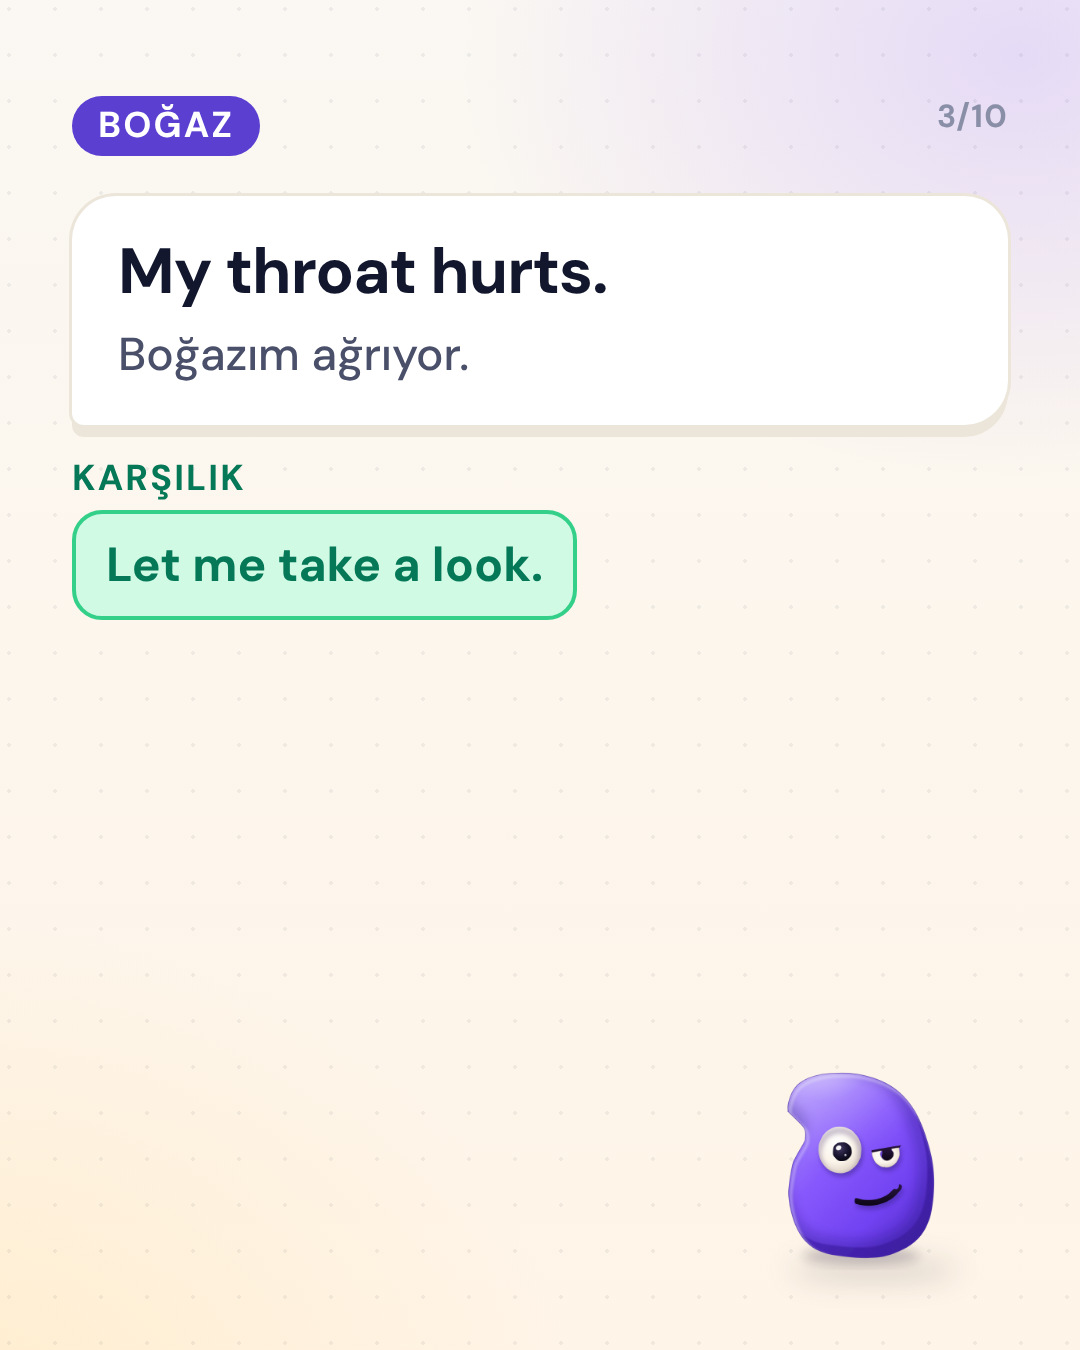 BOĞAZ
3/10
My throat hurts.
Boğazım ağrıyor.
KARŞILIK
Let me take a look.